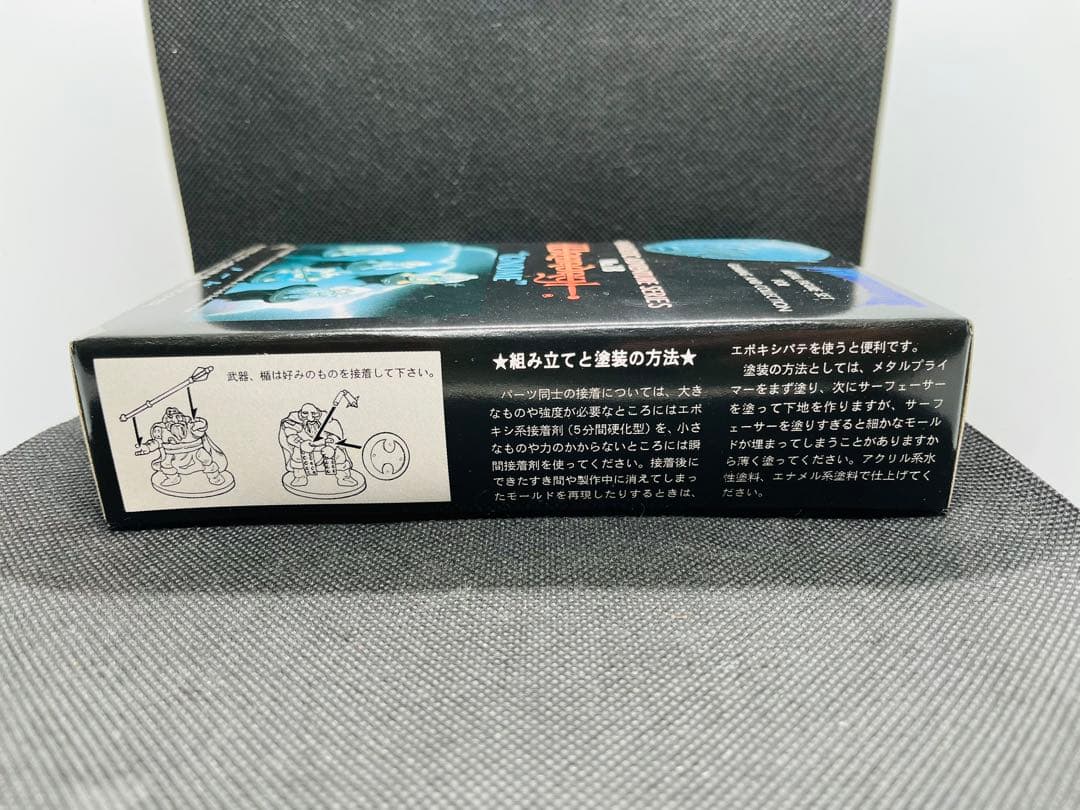 武器、楯は好みのものを接着して下さい。
★組み立てと塗装の方法★
パーツ同士の接着については、大き
なものや強度が必要なところにはエポ
キシ系接着剤(5分間硬化型)を、小さ
なものや力のかからないところには瞬
間接着剤を使ってください。接着後に
できたすき間や製作中に消えてしまっ
たモールドを再現したりするときは、
エポキシパテを使うと便利です。
塗装の方法としては、メタルプライ
マーをまず塗り、次にサーフェーサー
を塗って下地を作りますが、サーフ
ェーサーを塗りすぎると細かなモール
ドが埋まってしまうことがありますか
ら薄く塗ってください。アクリル系水
性塗料、エナメル系塗料で仕上げてく
ださい。